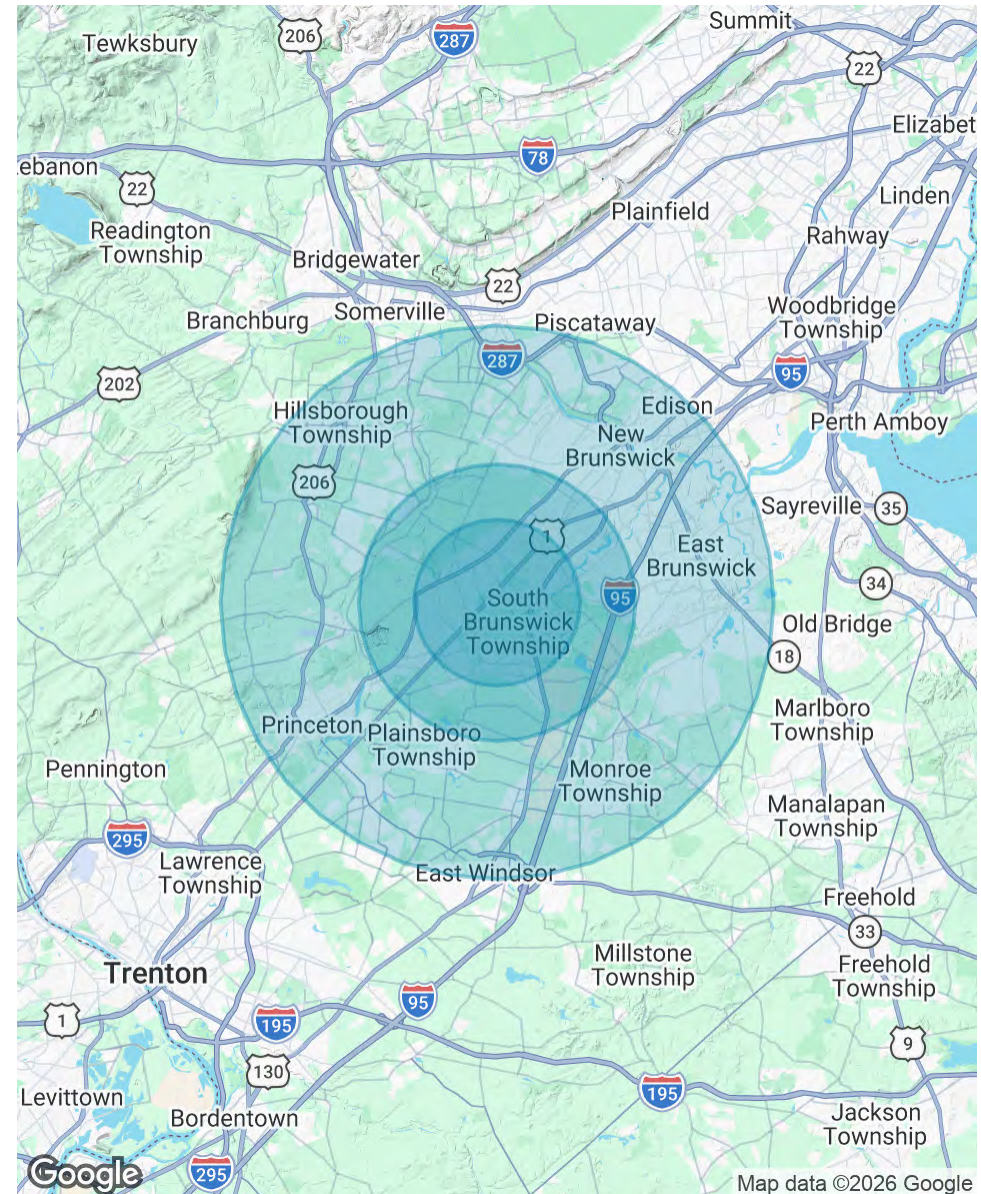 Summit
Tewksbury
206
287
22
Elizabet
78
ebanon
22
Linden
Plainfield
Readington
Township
Rahway
Bridgewater
22
Woodbridge
Township
Somerville
Branchburg
Piscataway
287
95
202
Edison
Hillsborough
Township
Perth Amboy
New
Brunswick
206
Sayreville
35
1
East
Brunswick
34
95
South
Brunswick
Township
Old Bridge
18
Princeton
Plainsboro
Township
Marlboro
Township
Pennington
Monroe
Township
Manalapan
Township
295
Lawrence
Township
East Windsor
Freehold
33
Millstone
Township
Freehold
Township
Trenton
95
1
195
9
130
195
Levittown
Bordentown
Jackson
Township
295
Google
Map data ©2026 Google